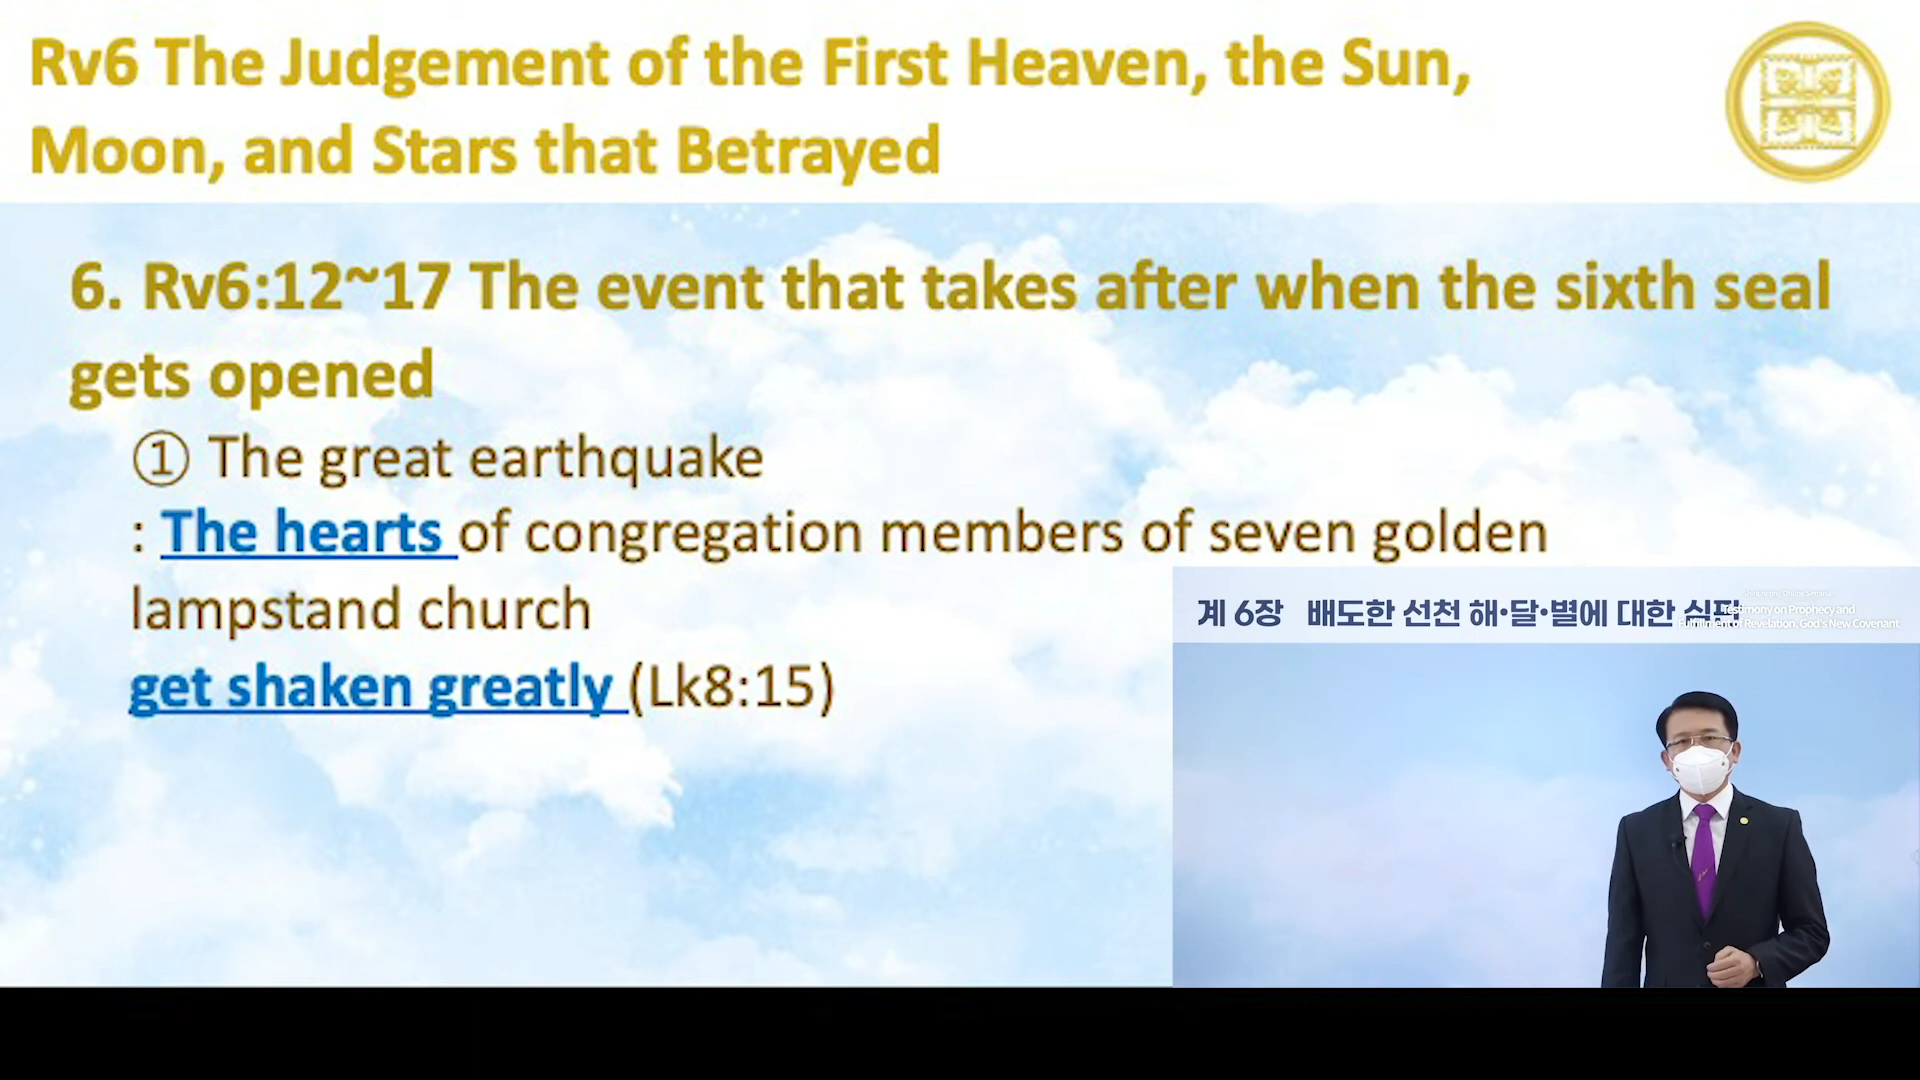 Rv6 The Judgement of the First Heaven, the Sun,
Moon, and Stars that Betrayed
6. Rv6:12~17 The event that takes after when the sixth seal
gets opened
① The great earthquake
: The hearts of congregation members of seven golden
lampstand church
get shaken greatly (Lk8:15)
계 6장 배도한 선천 해•달•별에 대한 심판
Testimony on Prophecy and
Fulfillment of Revelation, God's New Covenant